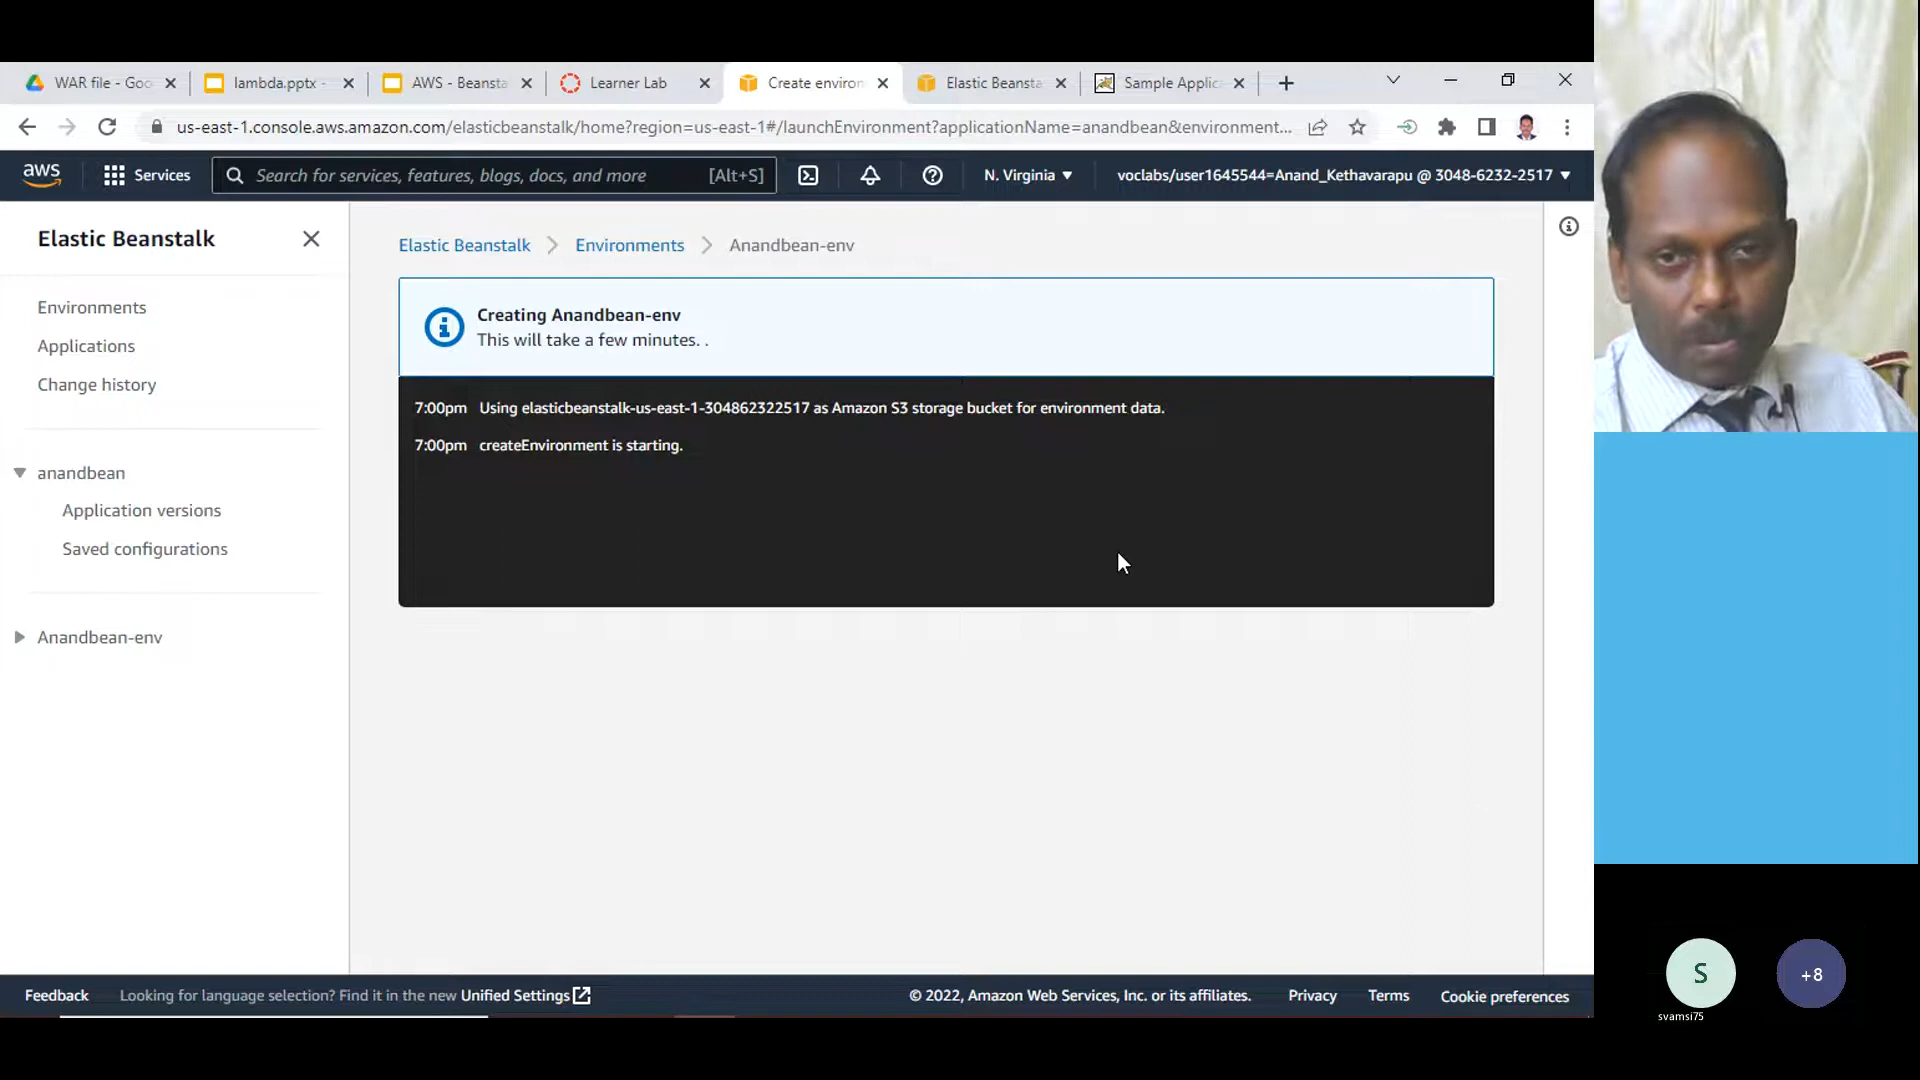 WAR file - Goo
lambda.pptx -
AWS - Beansta
Learner Lab
Create environ
Elastic Beansta
Sample Applic
us-east-1.console.aws.amazon.com/elasticbeanstalk/home?region=us-east-1#/launchEnvironment?applicationName=anandbean&environment...
aws
Services
Search for services, features, blogs, docs, and more
[Alt+S]
N. Virginia
voclabs/user1645544=Anand_Kethavarapu @ 3048-6232-2517
Elastic Beanstalk
Environments
Applications
Change history
anandbean
Application versions
Saved configurations
Anandbean-env
Elastic Beanstalk > Environments > Anandbean-env
Creating Anandbean-env
This will take a few minutes. .
7:00pm Using elasticbeanstalk-us-east-1-304862322517 as Amazon S3 storage bucket for environment data.
7:00pm createEnvironment is starting.
Feedback
Looking for language selection? Find it in the new Unified Settings
© 2022, Amazon Web Services, Inc. or its affiliates.
Privacy
Terms
Cookie preferences
S
+8
svamsi75